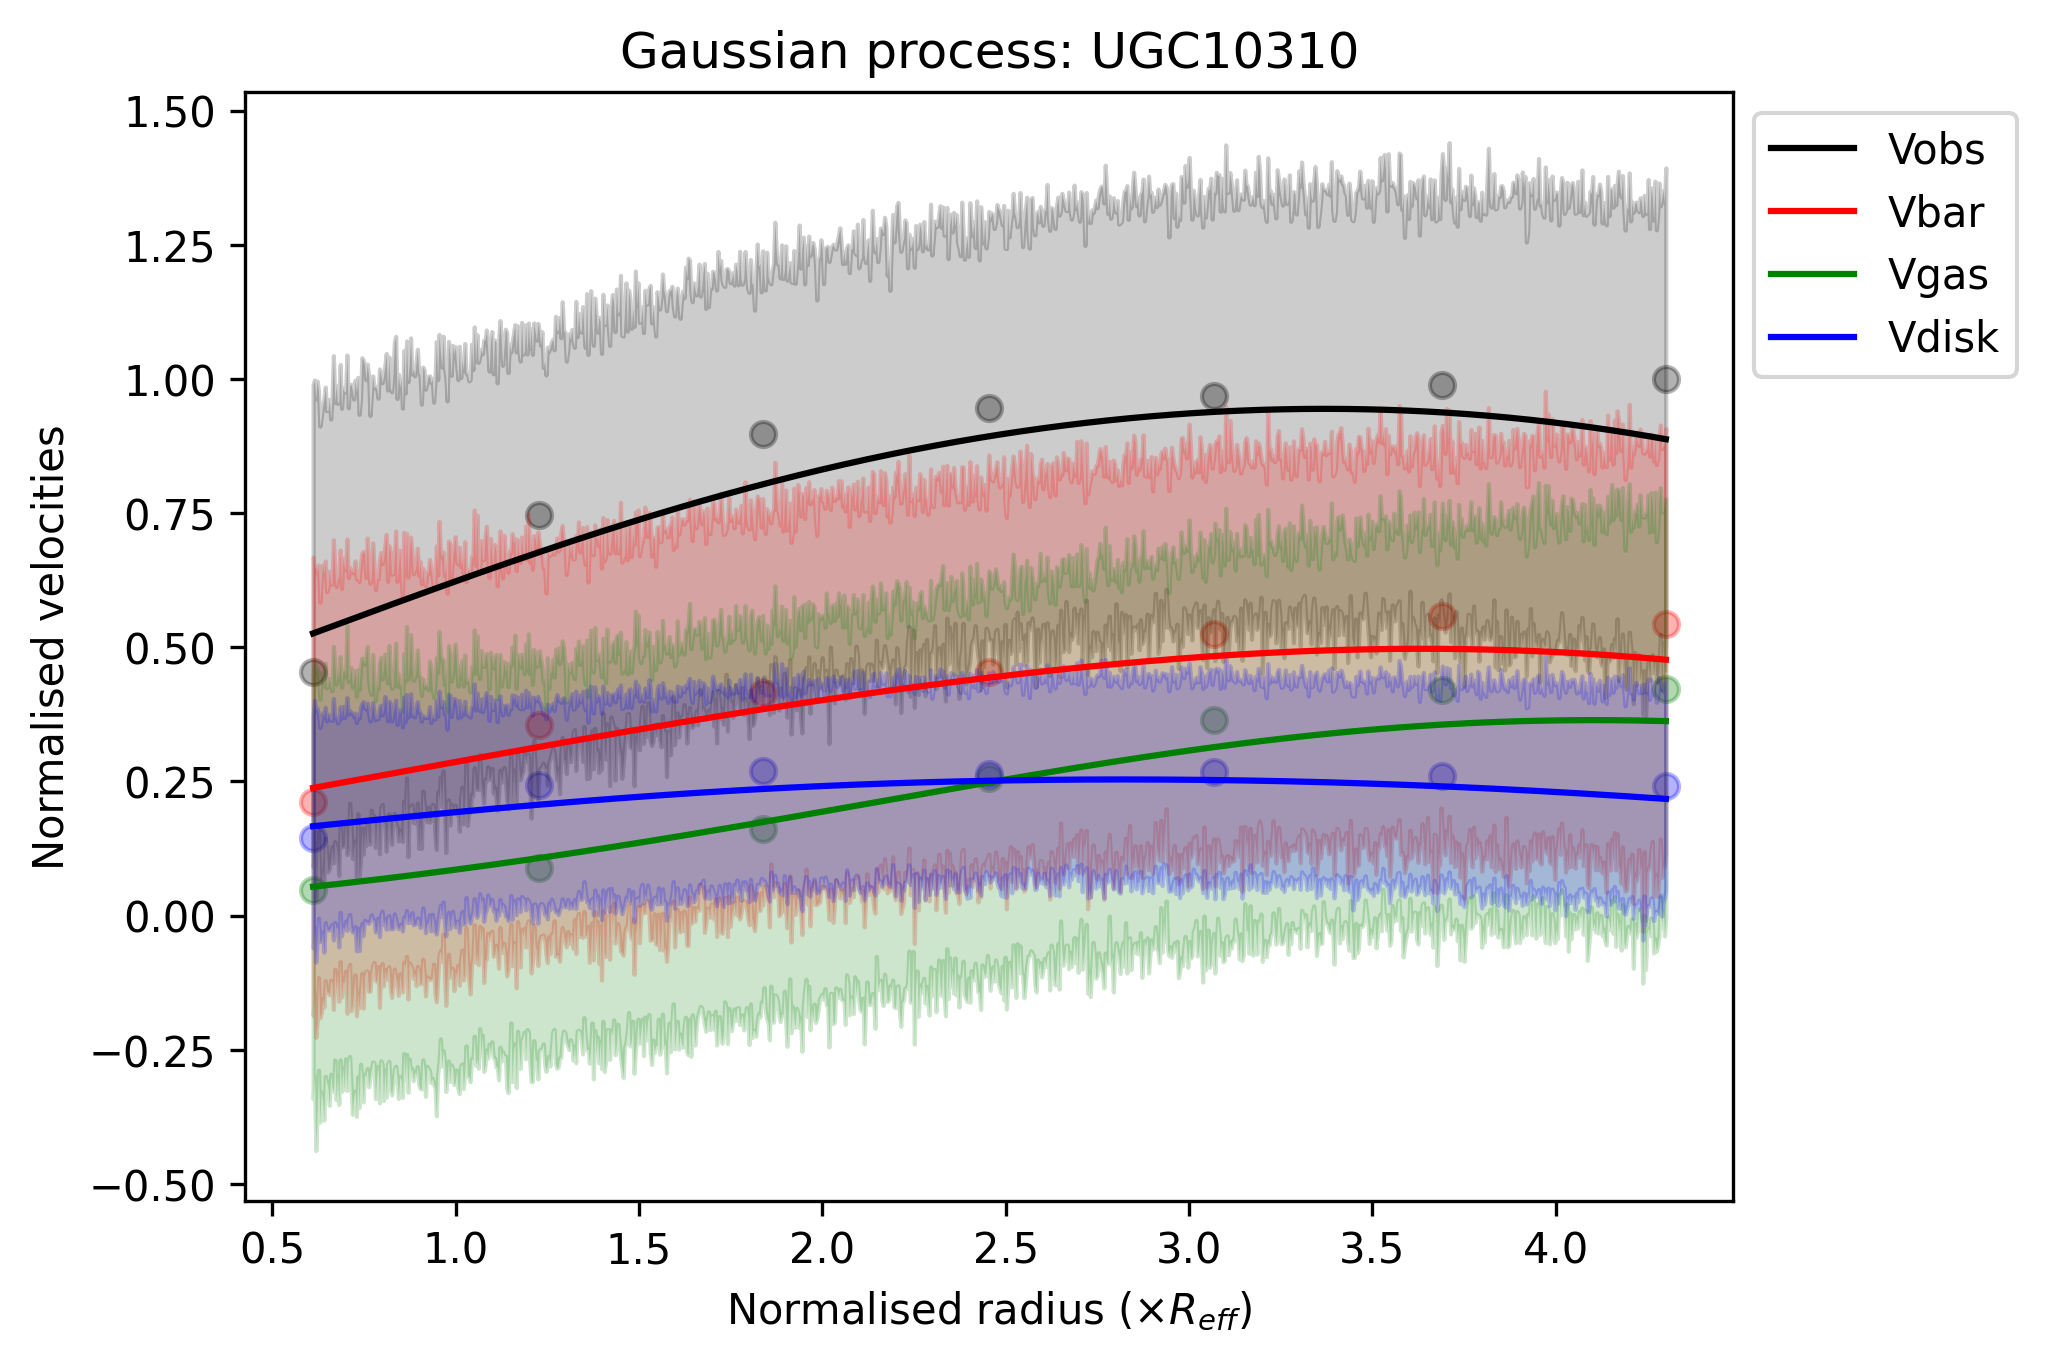 Gaussian process: UGC10310
1.50
1.25
1.00
0.75
0.50
0.25
0.00
−0.25
−0.50
Normalised velocities
0.5 1.0 1.5 2.0 2.5 3.0 3.5 4.0
Normalised radius (×R_eff)
Vobs
Vbar
Vgas
Vdisk